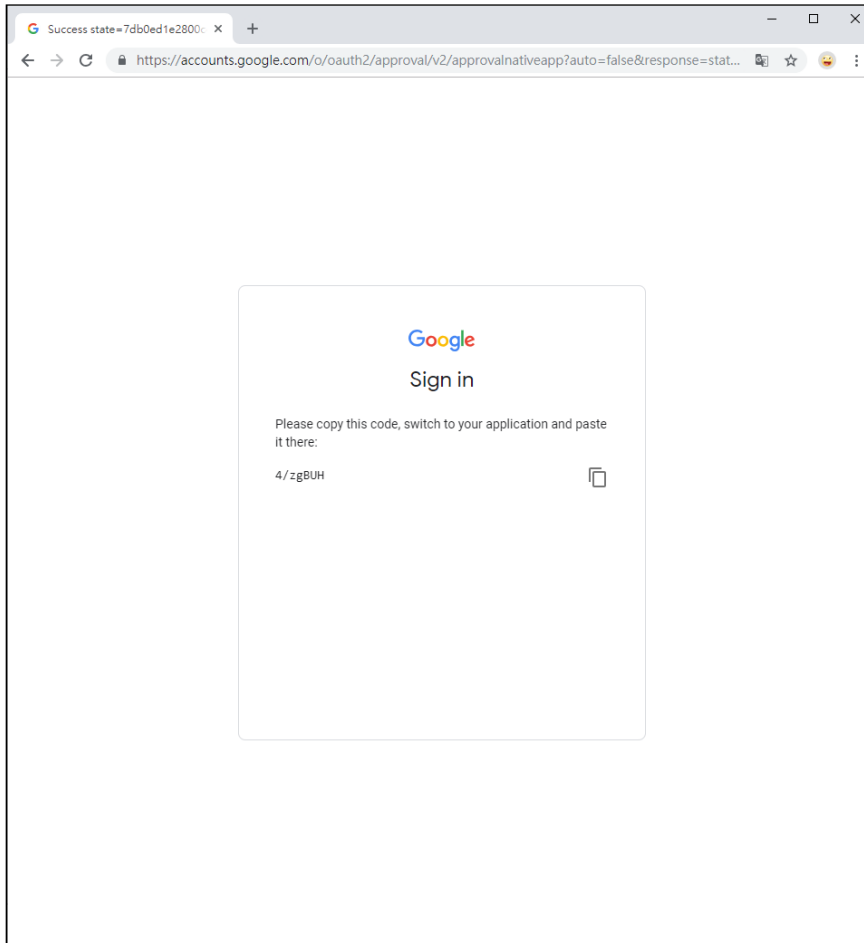 Success state=7db0ed1e2800c
https://accounts.google.com/o/oauth2/approval/v2/approvalnativeapp?auto=false&response=stat...
Google
Sign in
Please copy this code, switch to your application and paste
it there:
4/zgBUH